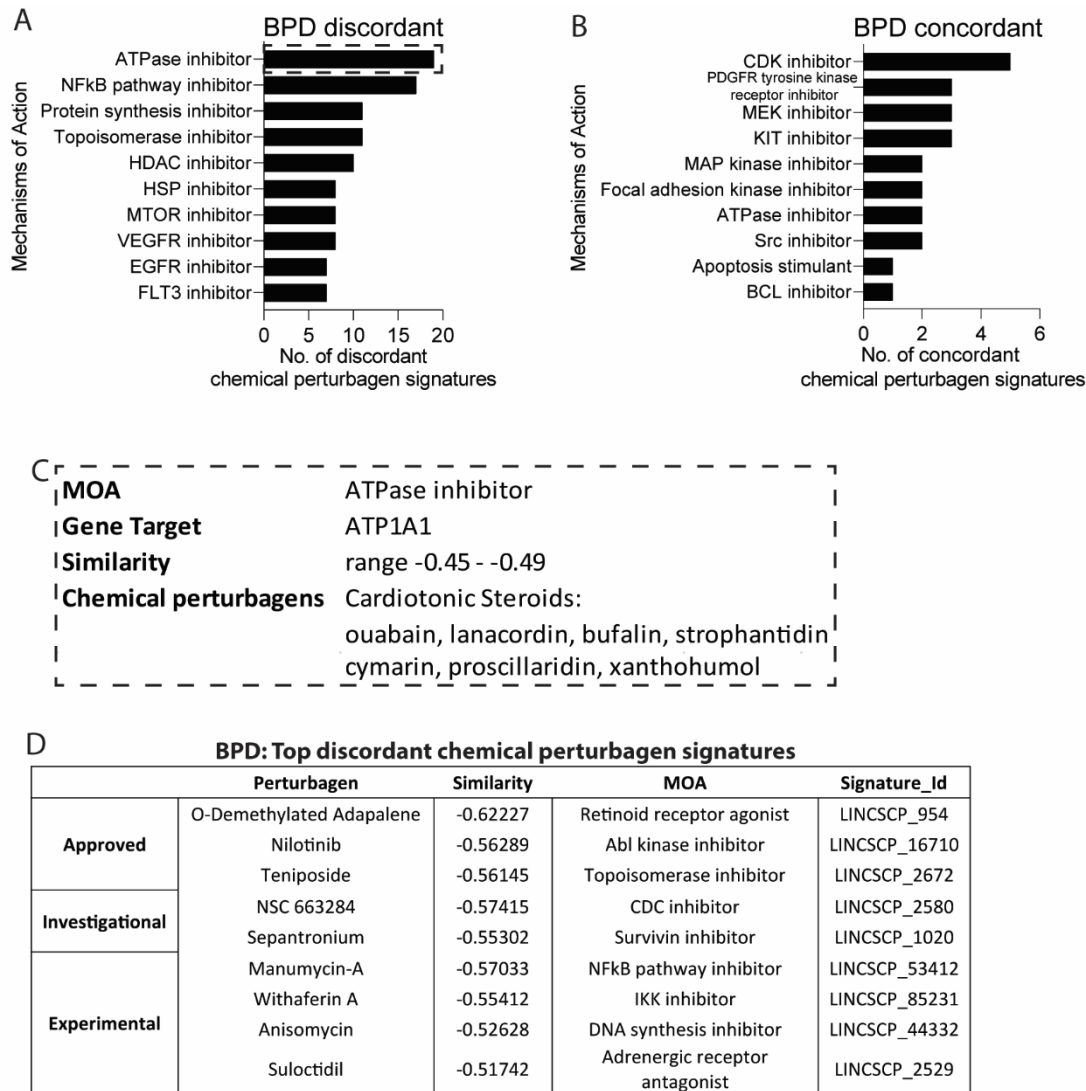 A
BPD discordant
Mechanisms of Action
ATPase inhibitor
NFkB pathway inhibitor
Protein synthesis inhibitor
Topoisomerase inhibitor
HDAC inhibitor
HSP inhibitor
MTOR inhibitor
VEGFR inhibitor
EGFR inhibitor
FLT3 inhibitor
0 5 10 15 20
No. of discordant
chemical perturbagen signatures
B
BPD concordant
Mechanisms of Action
CDK inhibitor
PDGFR tyrosine kinase
receptor inhibitor
MEK inhibitor
KIT inhibitor
MAP kinase inhibitor
Focal adhesion kinase inhibitor
ATPase inhibitor
Src inhibitor
Apoptosis stimulant
BCL inhibitor
0 2 4 6
No. of concordant
chemical perturbagen signatures
C
MOA ATPase inhibitor
Gene Target ATP1A1
Similarity range -0.45 - -0.49
Chemical perturbagens Cardiotonic Steroids:
ouabain, lanacordin, bufalin, strophantidin
cymarin, proscillaridin, xanthohumol
D
BPD: Top discordant chemical perturbagen signatures
Perturbagen Similarity MOA Signature_Id
Approved
O-Demethylated Adapalene -0.62227 Retinoid receptor agonist LINCSCP_954
Nilotinib -0.56289 Abl kinase inhibitor LINCSCP_16710
Teniposide -0.56145 Topoisomerase inhibitor LINCSCP_2672
Investigational
NSC 663284 -0.57415 CDC inhibitor LINCSCP_2580
Sepantronium -0.55302 Survivin inhibitor LINCSCP_1020
Experimental
Manumycin-A -0.57033 NFkB pathway inhibitor LINCSCP_53412
Withaferin A -0.55412 IKK inhibitor LINCSCP_85231
Anisomycin -0.52628 DNA synthesis inhibitor LINCSCP_44332
Suloctidil -0.51742 Adrenergic receptor
antagonist LINCSCP_2529